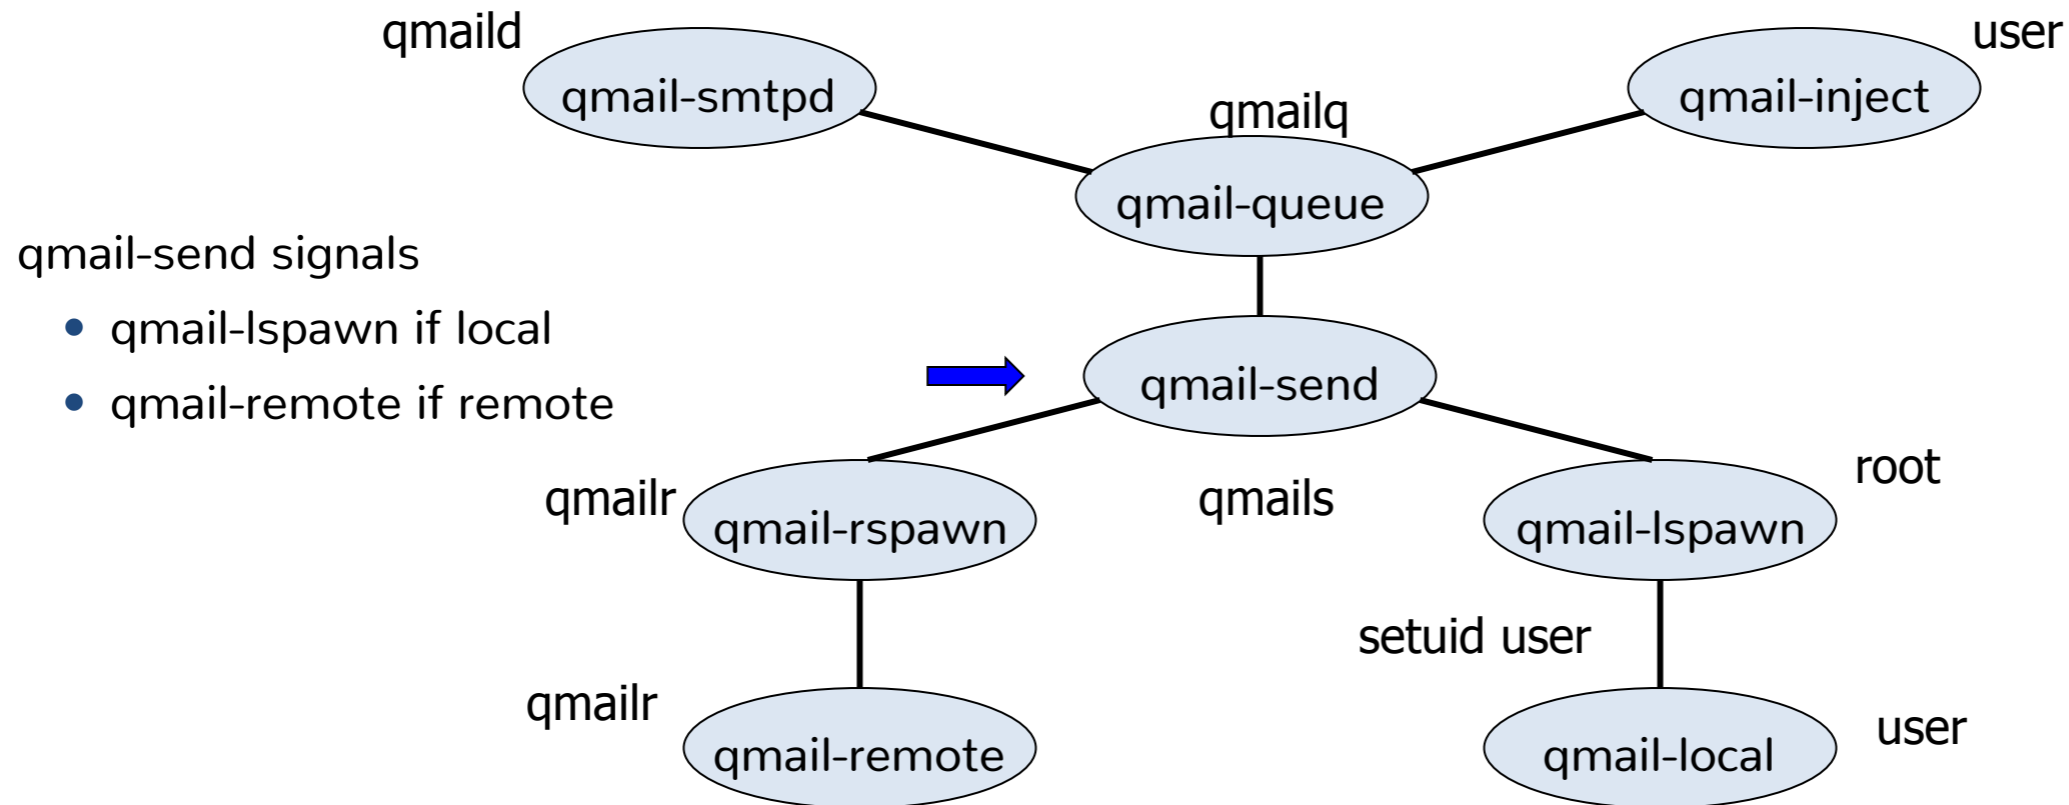 qmaild
user
qmail-smtpd
qmail-inject
qmailq
qmail-queue
qmail-send signals
• qmail-lspawn if local
• qmail-remote if remote
qmail-send
root
qmailr
qmails
qmail-rspawn
qmail-lspawn
setuid user
qmailr
user
qmail-remote
qmail-local